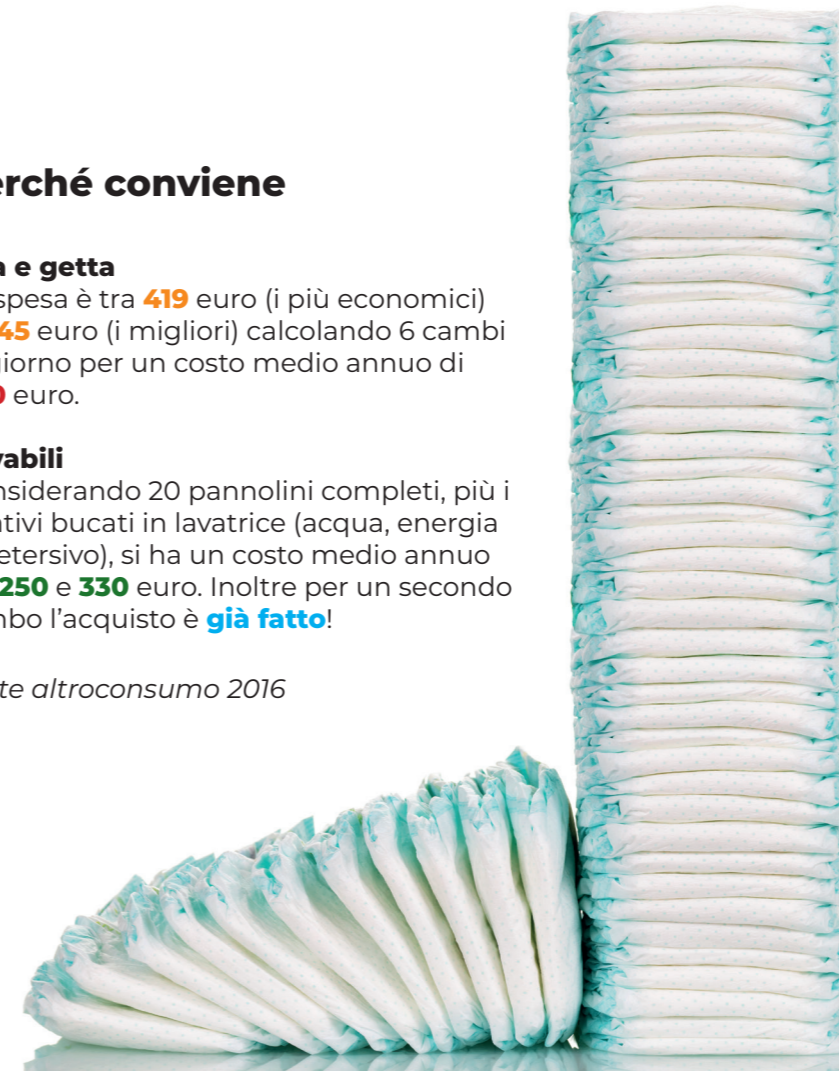 erché conviene
a e getta
spesa è tra 419 euro (i più economici)
45 euro (i migliori) calcolando 6 cambi
giorno per un costo medio annuo di
0 euro.
vabili
nsiderando 20 pannolini completi, più i
ativi bucati in lavatrice (acqua, energia
etersivo), si ha un costo medio annuo
250 e 330 euro. Inoltre per un secondo
mbo l'acquisto è già fatto!
te altroconsumo 2016